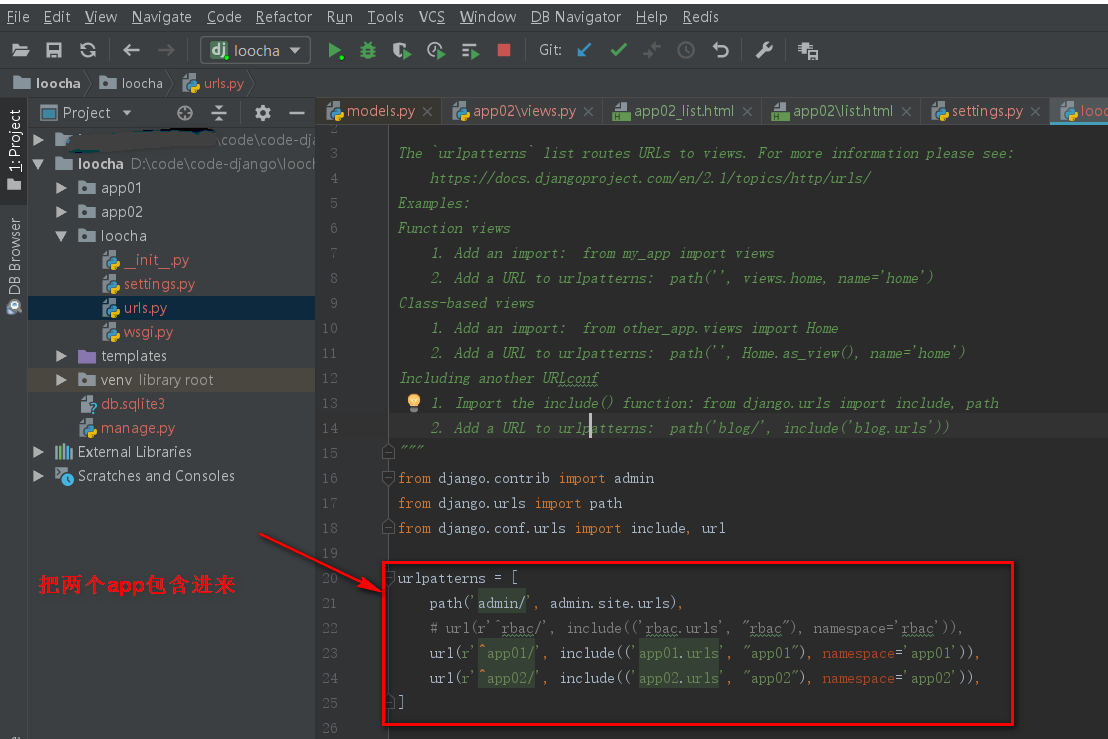 File Edit View Navigate Code Refactor Run Tools VCS Window DB Navigator Help Redis
dj loocha Git:
loocha loocha urls.py
1: Project
DB Browser
Project
models.py app02\views.py app02_list.html app02\list.html settings.py looc
\code\code-dj
loocha D:\code\code-django\looch
app01
app02
loocha
__init__.py
settings.py
urls.py
wsgi.py
templates
venv library root
db.sqlite3
manage.py
External Libraries
Scratches and Consoles
把两个app包含进来
2
3 The `urlpatterns` list routes URLs to views. For more information please see:
4 https://docs.djangoproject.com/en/2.1/topics/http/urls/
5 Examples:
6 Function views
7 1. Add an import:  from my_app import views
8 2. Add a URL to urlpatterns:  path('', views.home, name='home')
9 Class-based views
10 1. Add an import:  from other_app.views import Home
11 2. Add a URL to urlpatterns:  path('', Home.as_view(), name='home')
12 Including another URLconf
13 1. Import the include() function: from django.urls import include, path
14 2. Add a URL to urlpatterns:  path('blog/', include('blog.urls'))
15 """
16 from django.contrib import admin
17 from django.urls import path
18 from django.conf.urls import include, url
19
20 urlpatterns = [
21 path('admin/', admin.site.urls),
22 # url(r'^rbac/', include(('rbac.urls', "rbac"), namespace='rbac')),
23 url(r'^app01/', include(('app01.urls', "app01"), namespace='app01')),
24 url(r'^app02/', include(('app02.urls', "app02"), namespace='app02')),
25 ]
26